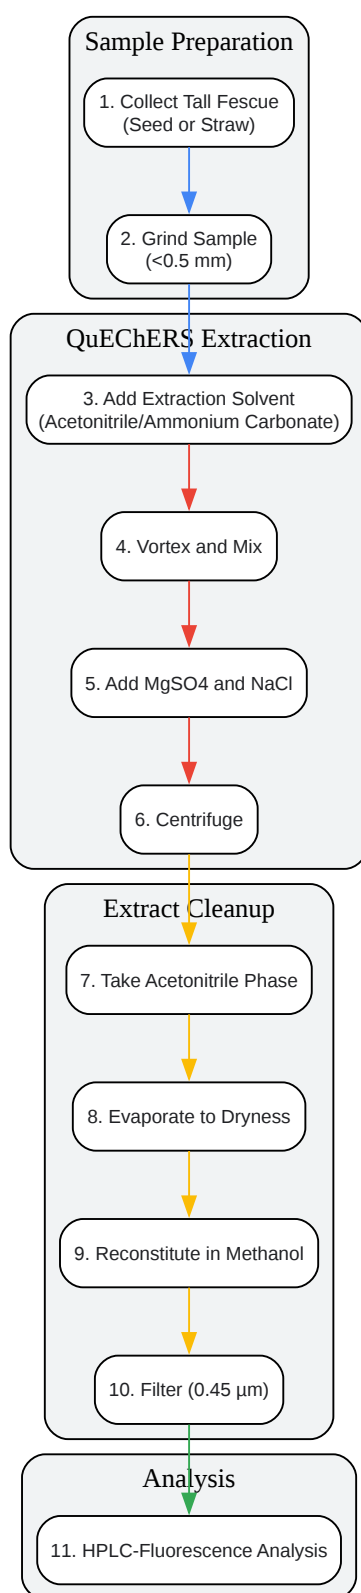 Sample Preparation
1. Collect Tall Fescue
(Seed or Straw)
2. Grind Sample
(<0.5 mm)
QuEChERS Extraction
3. Add Extraction Solvent
(Acetonitrile/Ammonium Carbonate)
4. Vortex and Mix
5. Add MgSO4 and NaCl
6. Centrifuge
Extract Cleanup
7. Take Acetonitrile Phase
8. Evaporate to Dryness
9. Reconstitute in Methanol
10. Filter (0.45 µm)
Analysis
11. HPLC-Fluorescence Analysis